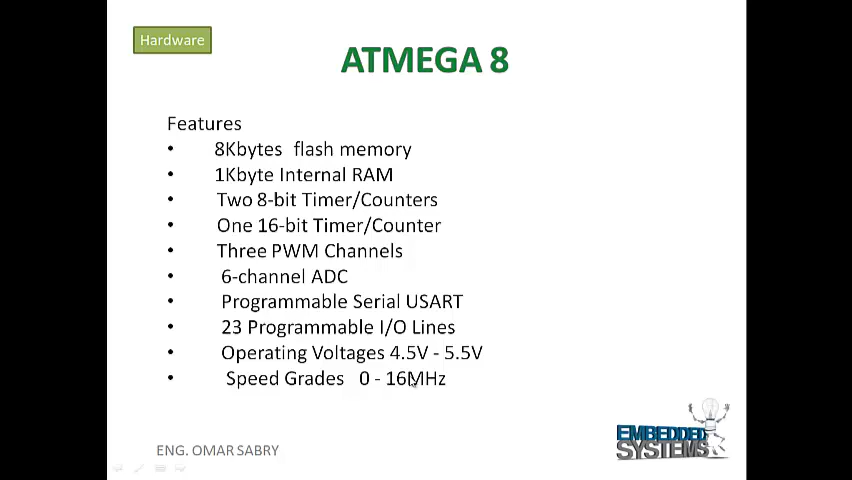 Hardware
ATMEGA 8
Features
• 8Kbytes flash memory
• 1Kbyte Internal RAM
• Two 8-bit Timer/Counters
• One 16-bit Timer/Counter
• Three PWM Channels
• 6-channel ADC
• Programmable Serial USART
• 23 Programmable I/O Lines
• Operating Voltages 4.5V - 5.5V
• Speed Grades 0 - 16MHz
ENG. OMAR SABRY
EMBEDDED
SYSTEMS